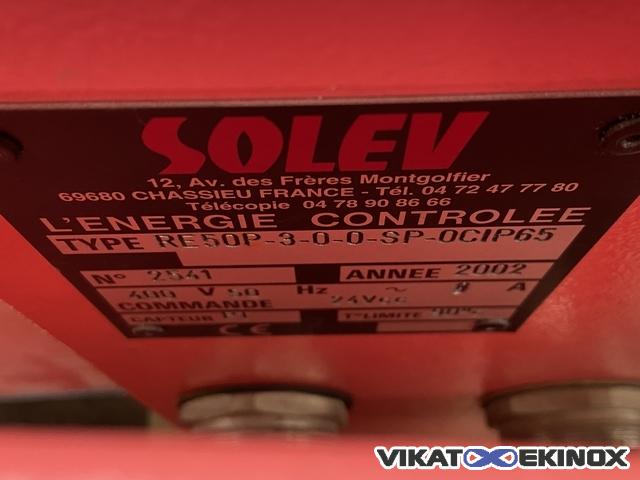 SOLEV
12, Av. des Frères Montgolfier
69680 CHASSIEU FRANCE - Tél. 04 72 47 77 80
Télécopie 04 78 90 86 66
L'ENERGIE CONTROLEE
TYPE RE50P-3-0-0-SP-0CIP65
N° 2541 ANNEE 2002
400 V 50 Hz ~ A
COMMANDE 24Vcc
CAPTEUR T°LIMITE
CE
VIKAT EKINOX